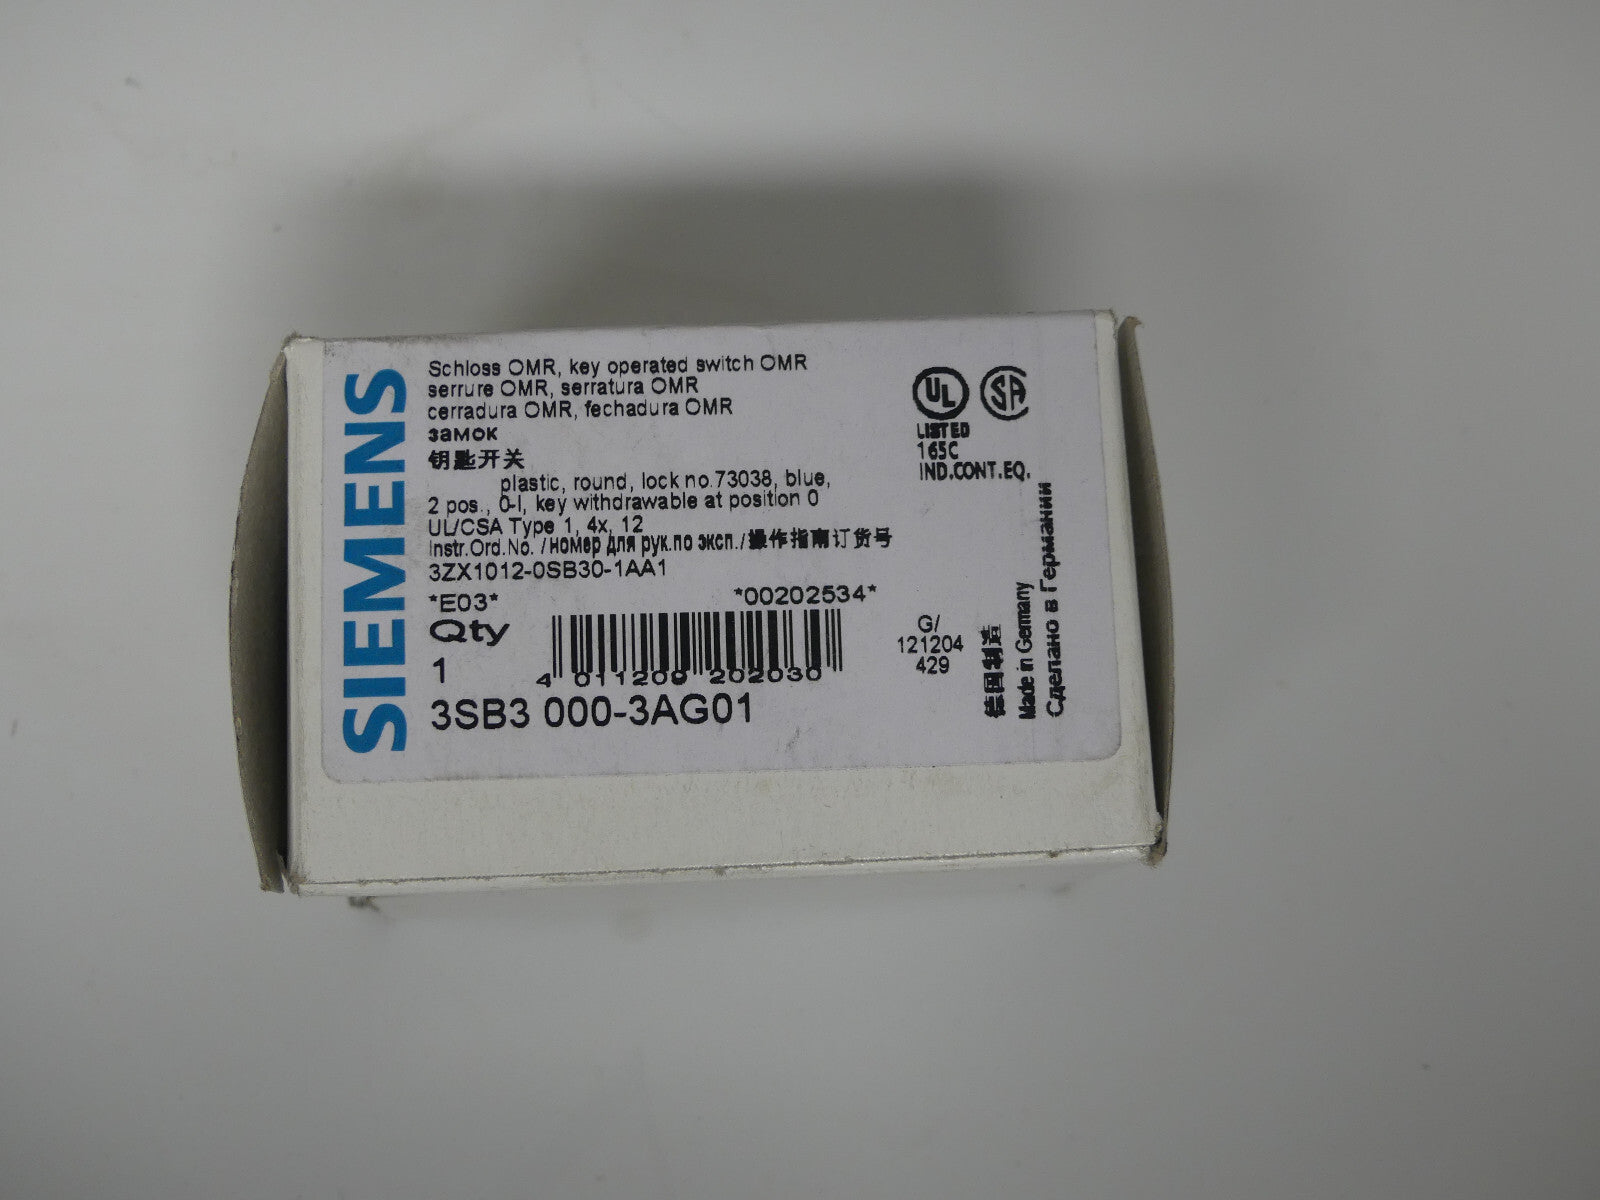 SIEMENS
Schloss OMR, key operated switch OMR
serrure OMR, serratura OMR
cerradura OMR, fechadura OMR
замок
钥匙开关
plastic, round, lock no.73038, blue,
2 pos., 0-I, key withdrawable at position 0
UL/CSA Type 1, 4x, 12
Instr.Ord.No. /номер для рук.по эксп./操作指南订货号
3ZX1012-0SB30-1AA1
*E03*
*00202534*
Qty
1
4 011209 202030
3SB3 000-3AG01
UL
SA
LISTED
165C
IND.CONT.EQ.
G/
121204
429
德国制造
Made in Germany
Сделано в Германии